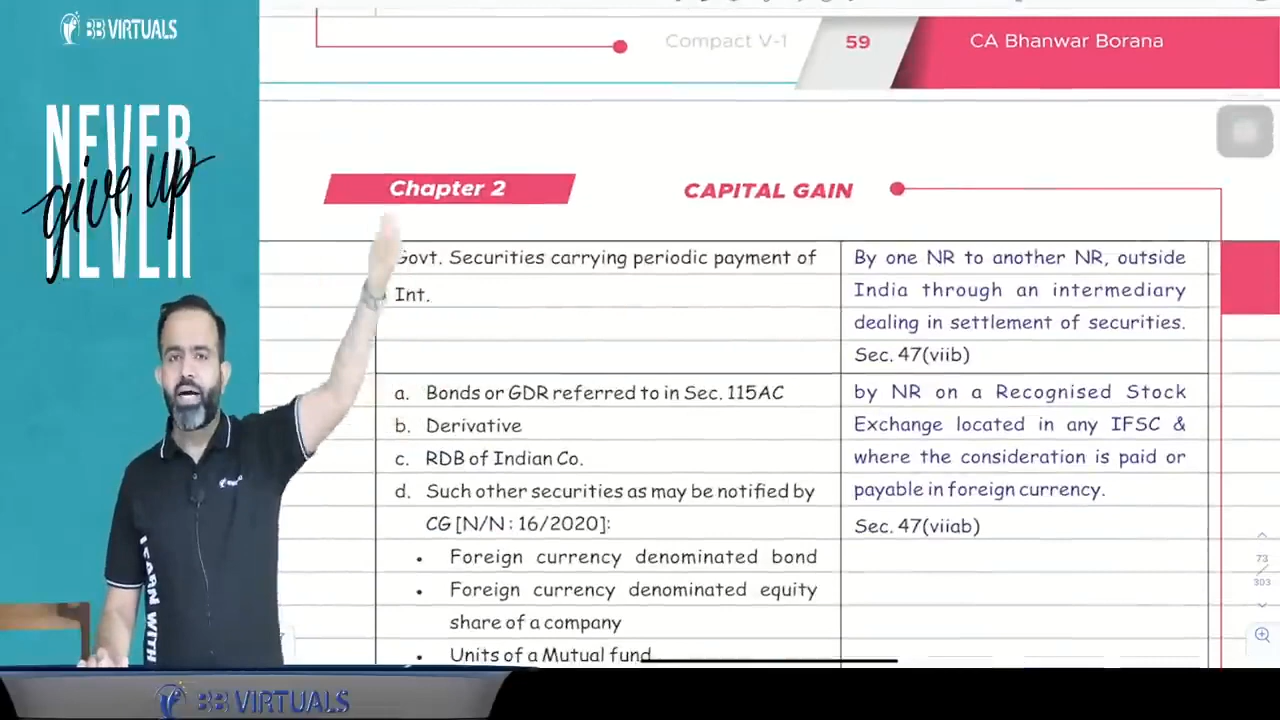 BB VIRTUALS
NEVER
give up
NEVER
Compact V-1
59
CA Bhanwar Borana
Chapter 2
CAPITAL GAIN
Govt. Securities carrying periodic payment of
Int.
By one NR to another NR, outside
India through an intermediary
dealing in settlement of securities.
Sec. 47(viib)
a. Bonds or GDR referred to in Sec. 115AC
b. Derivative
c. RDB of Indian Co.
d. Such other securities as may be notified by
CG [N/N : 16/2020]:
• Foreign currency denominated bond
• Foreign currency denominated equity
share of a company
• Units of a Mutual fund
by NR on a Recognised Stock
Exchange located in any IFSC &
where the consideration is paid or
payable in foreign currency.
Sec. 47(viiab)
73
303
LEARN WITH
BB VIRTUALS